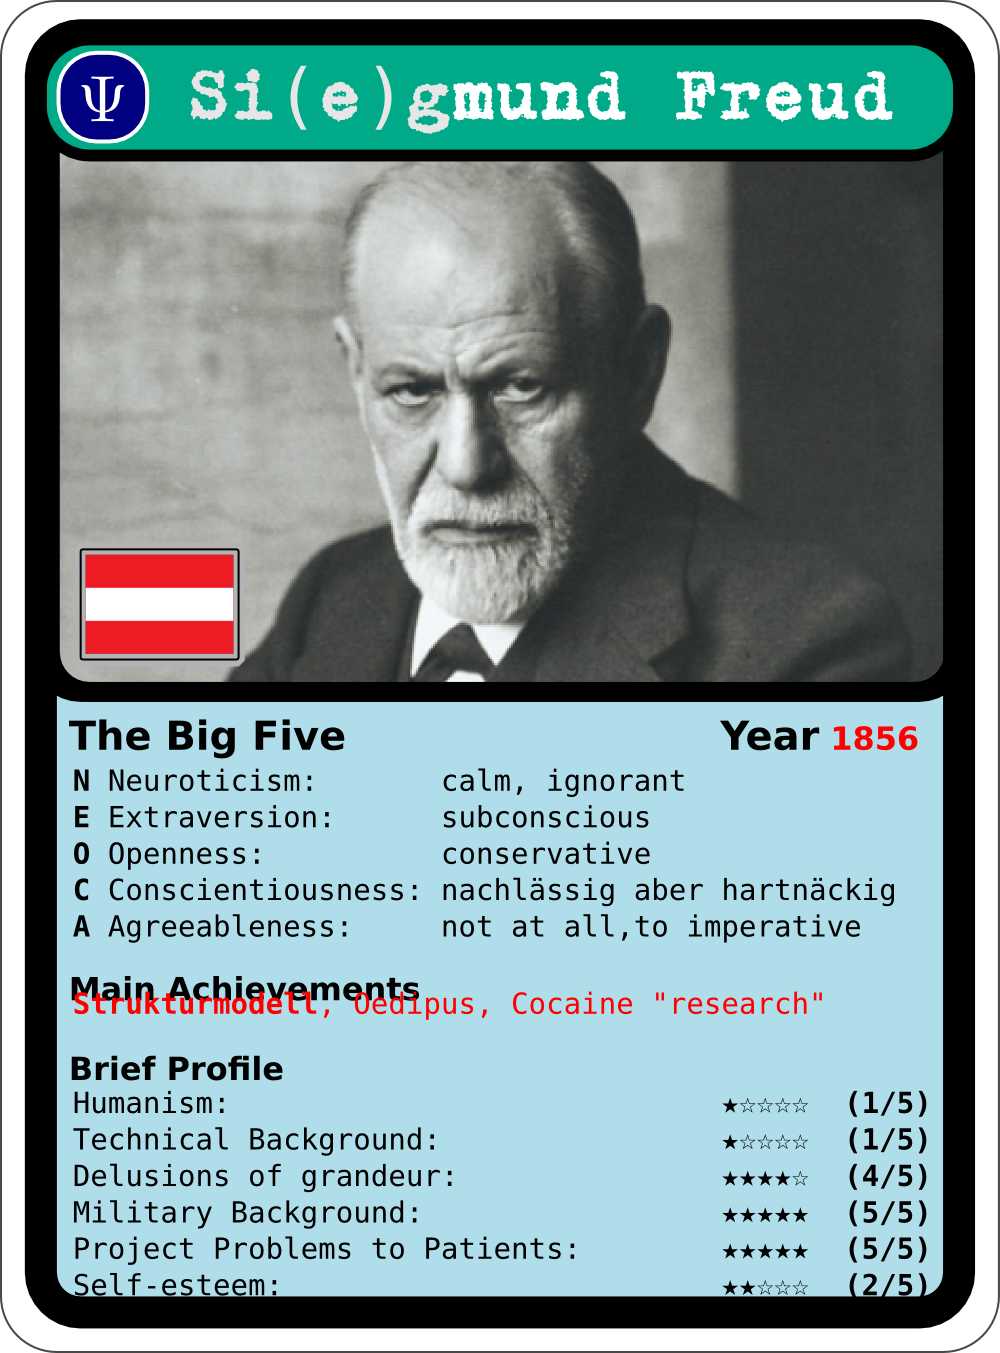 Ψ Si(e)gmund Freud
The Big Five Year 1856
N Neuroticism: calm, ignorant
E Extraversion: subconscious
O Openness: conservative
C Conscientiousness: nachlässig aber hartnäckig
A Agreeableness: not at all,to imperative
Main Achievements
Strukturmodell, Oedipus, Cocaine "research"
Brief Profile
Humanism: ★☆☆☆☆ (1/5)
Technical Background: ★☆☆☆☆ (1/5)
Delusions of grandeur: ★★★★☆ (4/5)
Military Background: ★★★★★ (5/5)
Project Problems to Patients: ★★★★★ (5/5)
Self-esteem: ★★☆☆☆ (2/5)